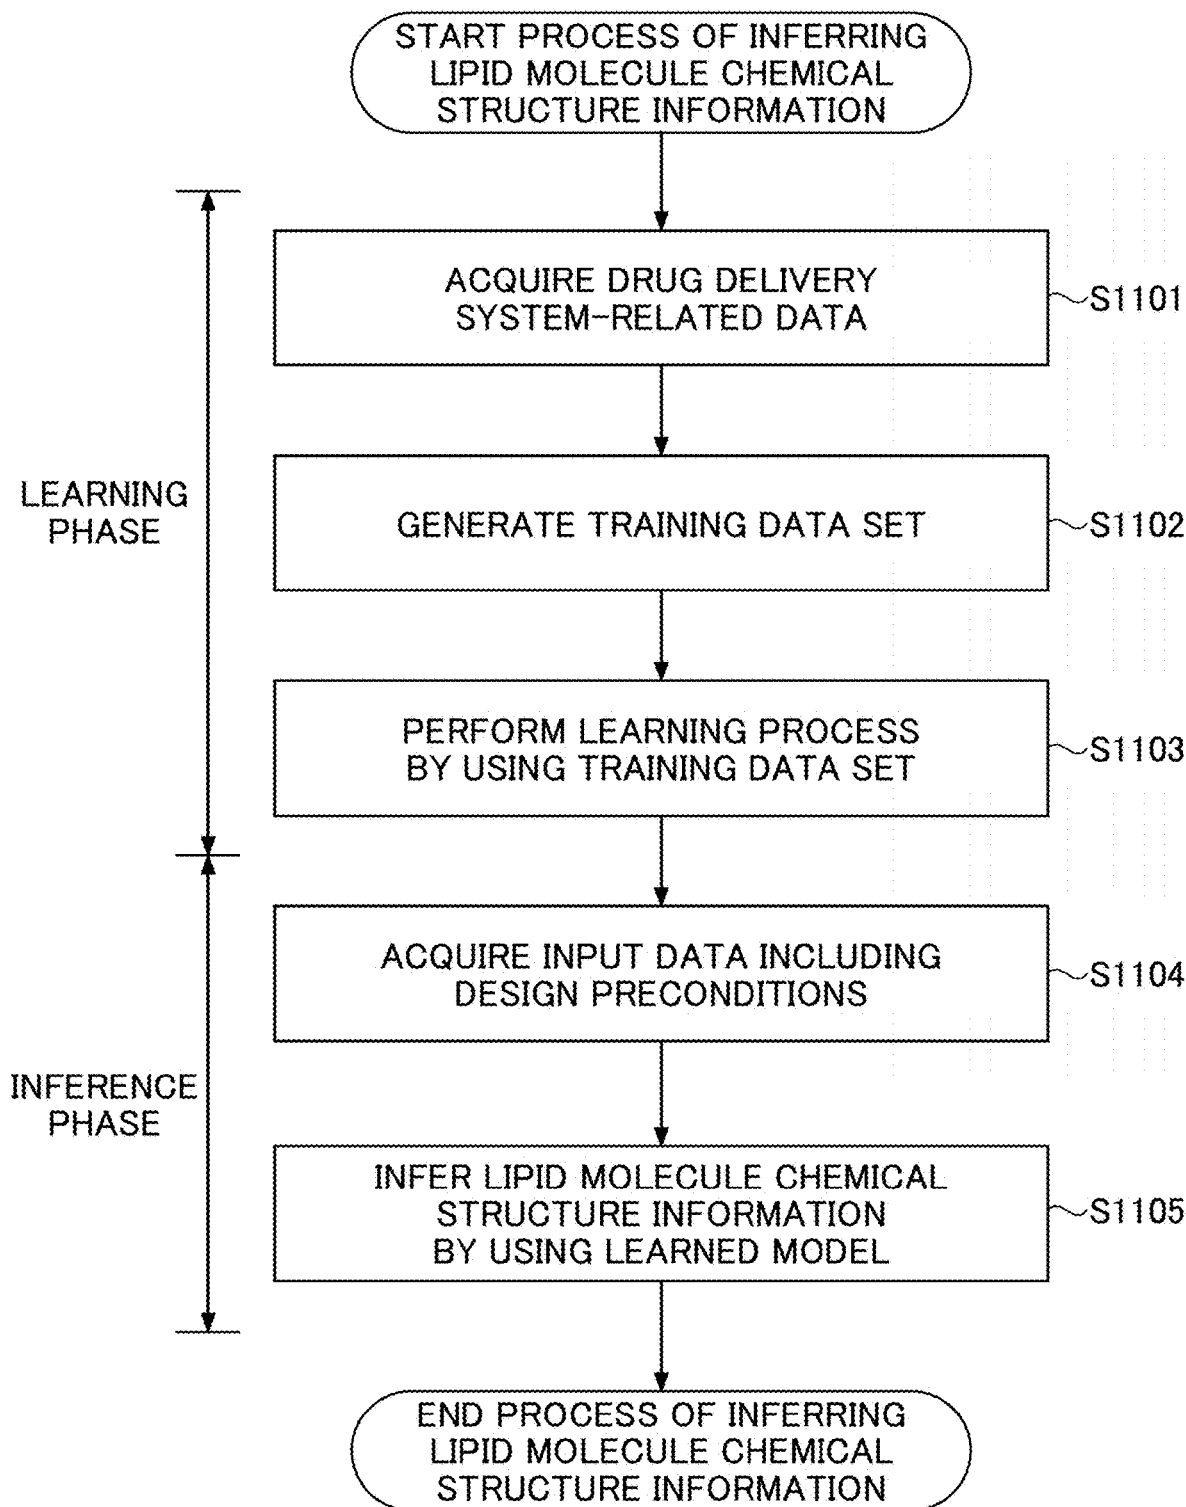 START PROCESS OF INFERRING
LIPID MOLECULE CHEMICAL
STRUCTURE INFORMATION
ACQUIRE DRUG DELIVERY
SYSTEM-RELATED DATA
S1101
LEARNING
PHASE
GENERATE TRAINING DATA SET
S1102
PERFORM LEARNING PROCESS
BY USING TRAINING DATA SET
S1103
ACQUIRE INPUT DATA INCLUDING
DESIGN PRECONDITIONS
S1104
INFERENCE
PHASE
INFER LIPID MOLECULE CHEMICAL
STRUCTURE INFORMATION
BY USING LEARNED MODEL
S1105
END PROCESS OF INFERRING
LIPID MOLECULE CHEMICAL
STRUCTURE INFORMATION